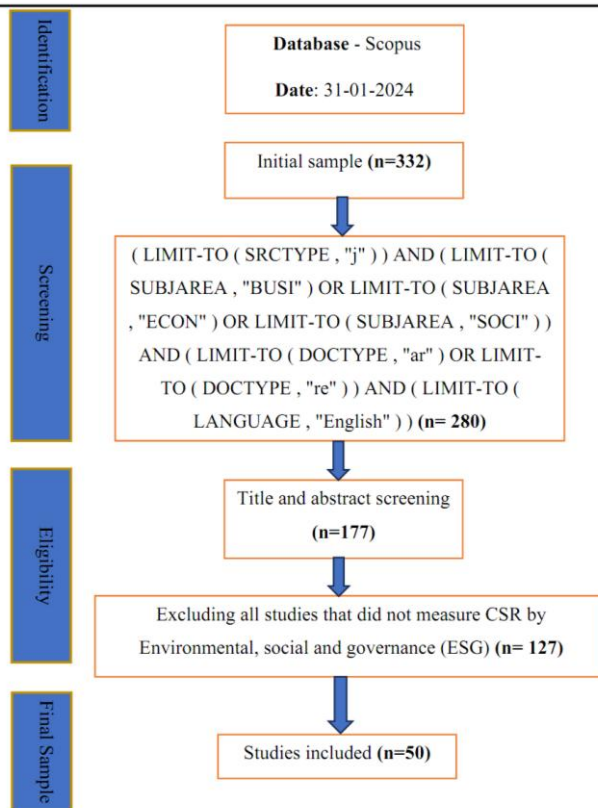 Identification
Database - Scopus
Date: 31-01-2024
Screening
Initial sample (n=332)
( LIMIT-TO ( SRCTYPE , "j" ) ) AND ( LIMIT-TO (
SUBJAREA , "BUSI" ) OR LIMIT-TO ( SUBJAREA
, "ECON" ) OR LIMIT-TO ( SUBJAREA , "SOCI" ) )
AND ( LIMIT-TO ( DOCTYPE , "ar" ) OR LIMIT-
TO ( DOCTYPE , "re" ) ) AND ( LIMIT-TO (
LANGUAGE , "English" ) ) (n= 280)
Eligibility
Title and abstract screening
(n=177)
Excluding all studies that did not measure CSR by
Environmental, social and governance (ESG) (n= 127)
Final Sample
Studies included (n=50)